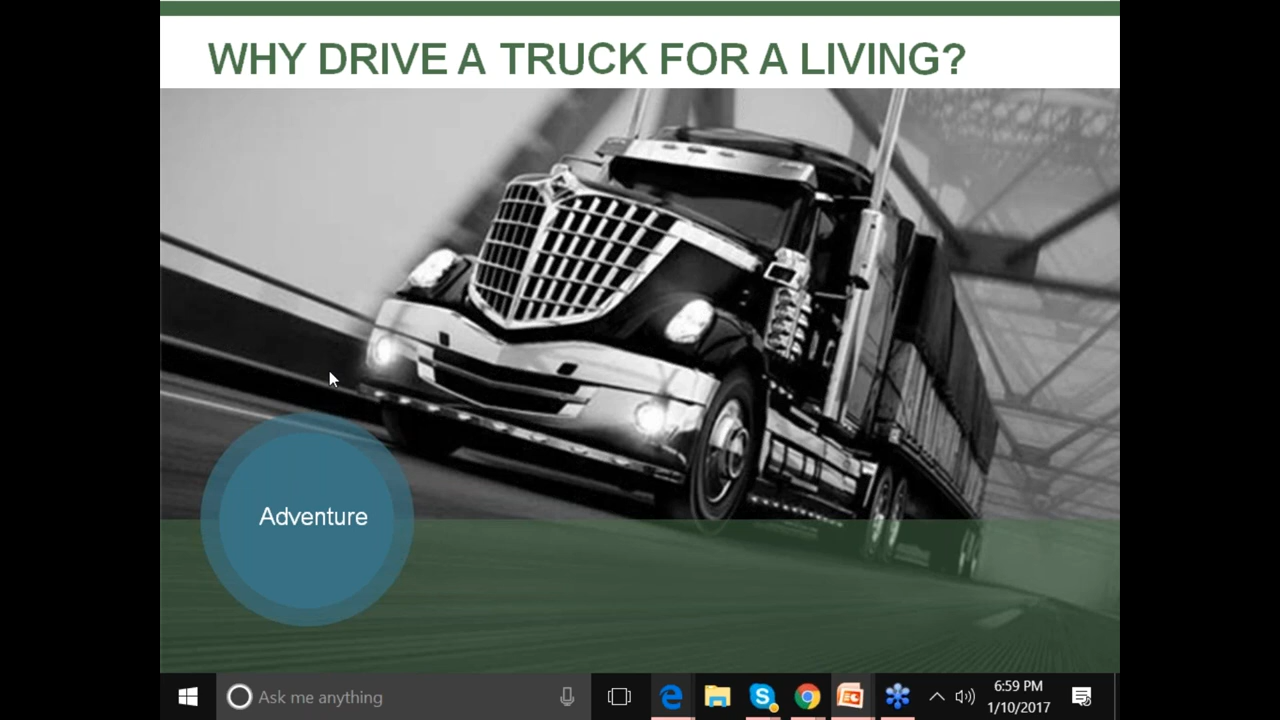 WHY DRIVE A TRUCK FOR A LIVING?
Adventure
Ask me anything
6:59 PM
1/10/2017